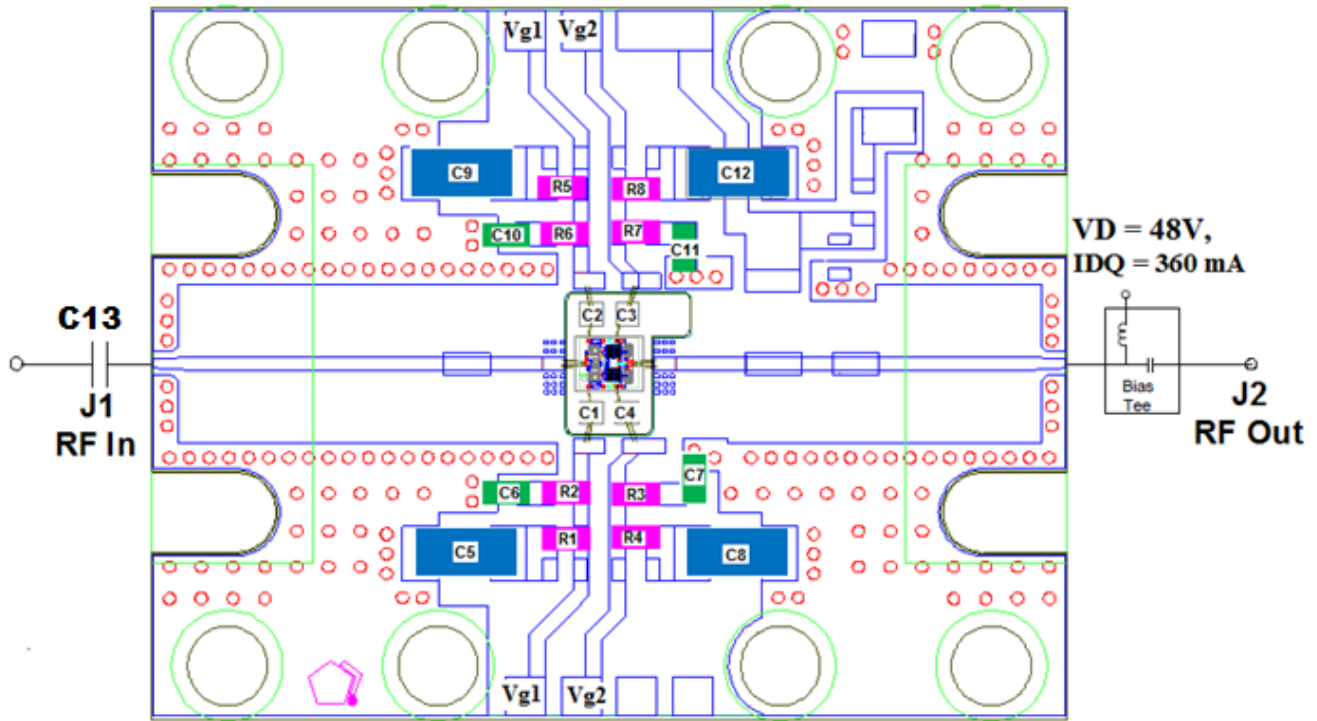 Vg1 Vg2
C9 C12
R5 R8
C10 R6 R7
C11
VD = 48V,
IDQ = 360 mA
C13
C2 C3
J1
RF In
Bias
Tee
J2
RF Out
C1 C4
C7
C6 R2 R3
R1 R4
C5 C8
Vg1 Vg2